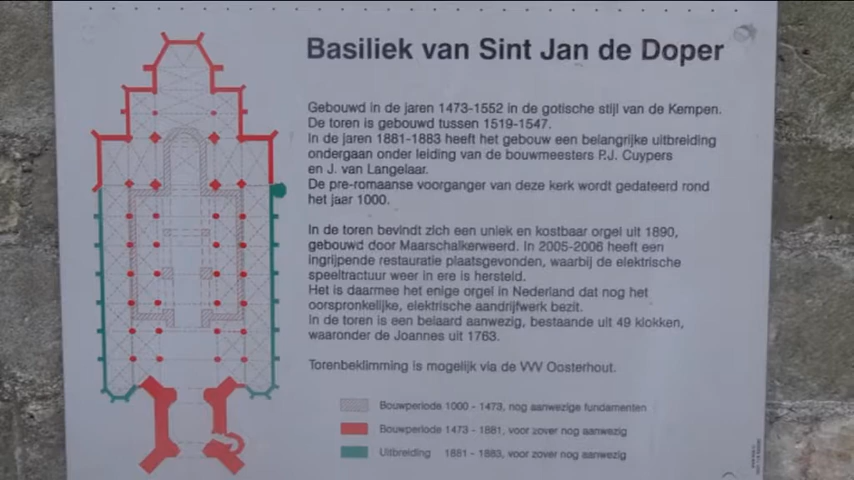 Basiliek van Sint Jan de Doper
Gebouwd in de jaren 1473-1552 in de gotische stijl van de Kempen.
De toren is gebouwd tussen 1519-1547.
In de jaren 1881-1883 heeft het gebouw een belangrijke uitbreiding
ondergaan onder leiding van de bouwmeesters P.J. Cuypers
en J. van Langelaar.
De pre-romaanse voorganger van deze kerk wordt gedateerd rond
het jaar 1000.
In de toren bevindt zich een uniek en kostbaar orgel uit 1890,
gebouwd door Maarschalkerweerd. In 2005-2006 heeft een
ingrijpende restauratie plaatsgevonden, waarbij de elektrische
speeltractuur weer in ere is hersteld.
Het is daarmee het enige orgel in Nederland dat nog het
oorspronkelijke, elektrische aandrijfwerk bezit.
In de toren is een beiaard aanwezig, bestaande uit 49 klokken,
waaronder de Joannes uit 1763.
Torenbeklimming is mogelijk via de VVV Oosterhout.
Bouwperiode 1000 - 1473, nog aanwezige fundamenten
Bouwperiode 1473 - 1881, voor zover nog aanwezig
Uitbreiding 1881 - 1883, voor zover nog aanwezig